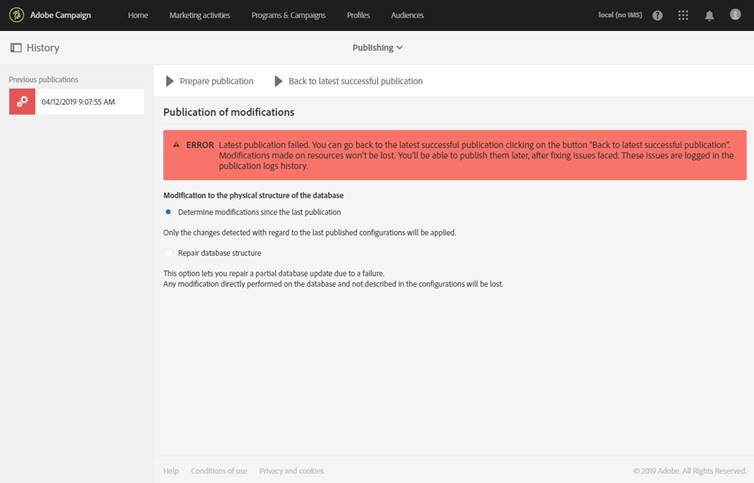 Adobe Campaign
Home
Marketing activities
Programs & Campaigns
Profiles
Audiences
local (no IMS)
History
Publishing
Previous publications
04/12/2019 9:07:55 AM
Prepare publication
Back to latest successful publication
Publication of modifications
ERROR Latest publication failed. You can go back to the latest successful publication clicking on the button "Back to latest successful publication".
Modifications made on resources won't be lost. You'll be able to publish them later, after fixing issues faced. These issues are logged in the
publication logs history.
Modification to the physical structure of the database
Determine modifications since the last publication
Only the changes detected with regard to the last published configurations will be applied.
Repair database structure
This option lets you repair a partial database update due to a failure.
Any modification directly performed on the database and not described in the configurations will be lost.
Help
Conditions of use
Privacy and cookies
© 2019 Adobe. All Rights Reserved.